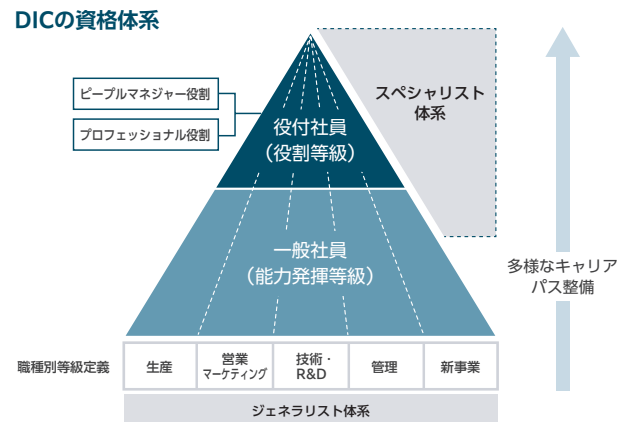 DICの資格体系
ピープルマネジャー役割
プロフェッショナル役割
役付社員
（役割等級）
スペシャリスト
体系
一般社員
（能力発揮等級）
多様なキャリア
パス整備
職種別等級定義
生産
営業
マーケティング
技術・
R&D
管理
新事業
ジェネラリスト体系